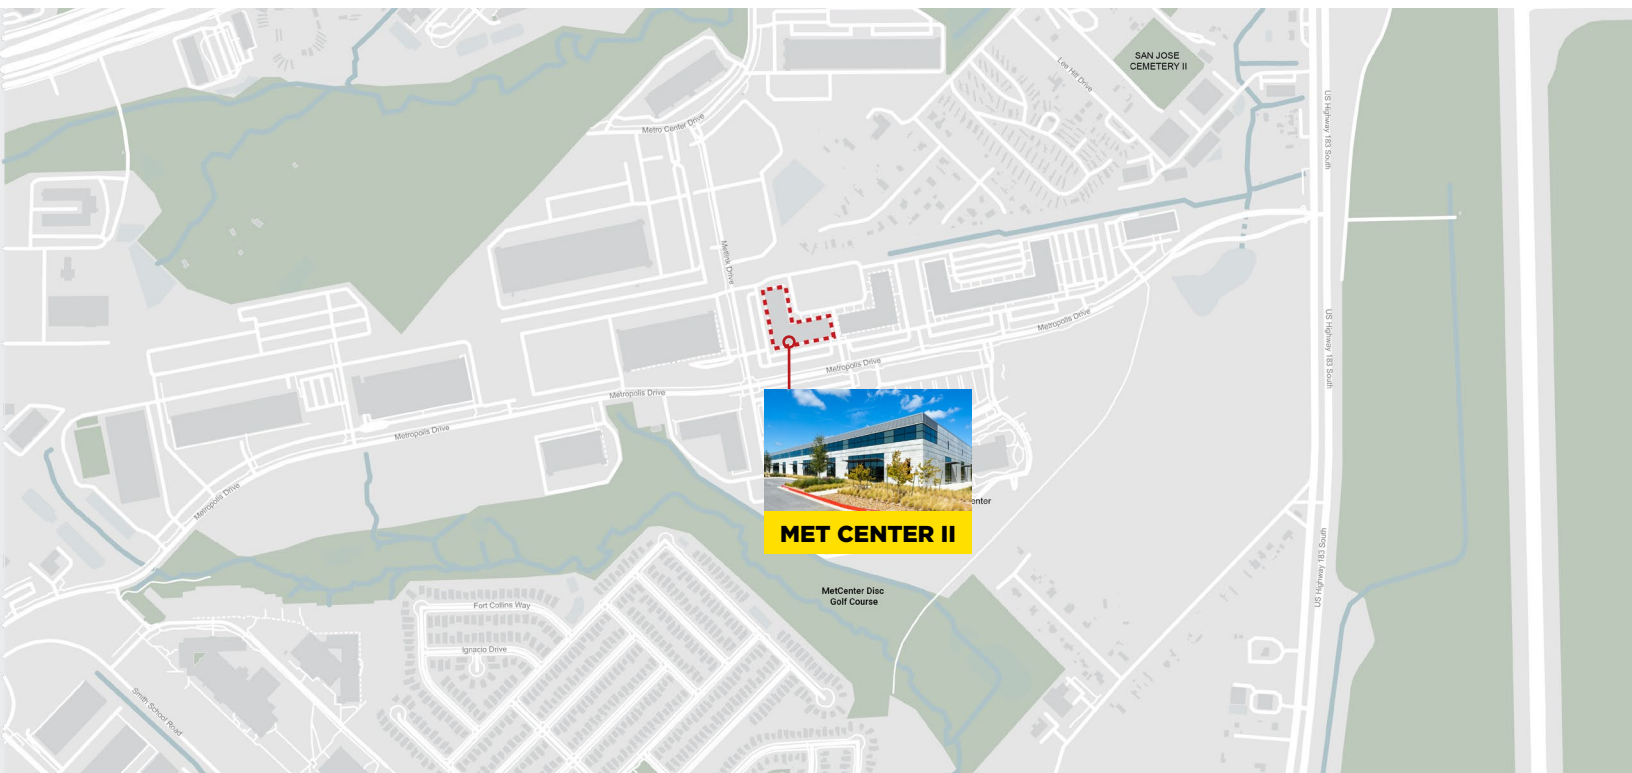 SAN JOSE
CEMETERY II
Lee Hill Drive
US Highway 183 South
Metro Center Drive
Metlink Drive
Metropolis Drive
US Highway 183 South
Metropolis Drive
Metropolis Drive
Metropolis Drive
Metropolis Drive
enter
MET CENTER II
US Highway 183 South
MetCenter Disc
Golf Course
Fort Collins Way
Ignacio Drive
Smith School Road